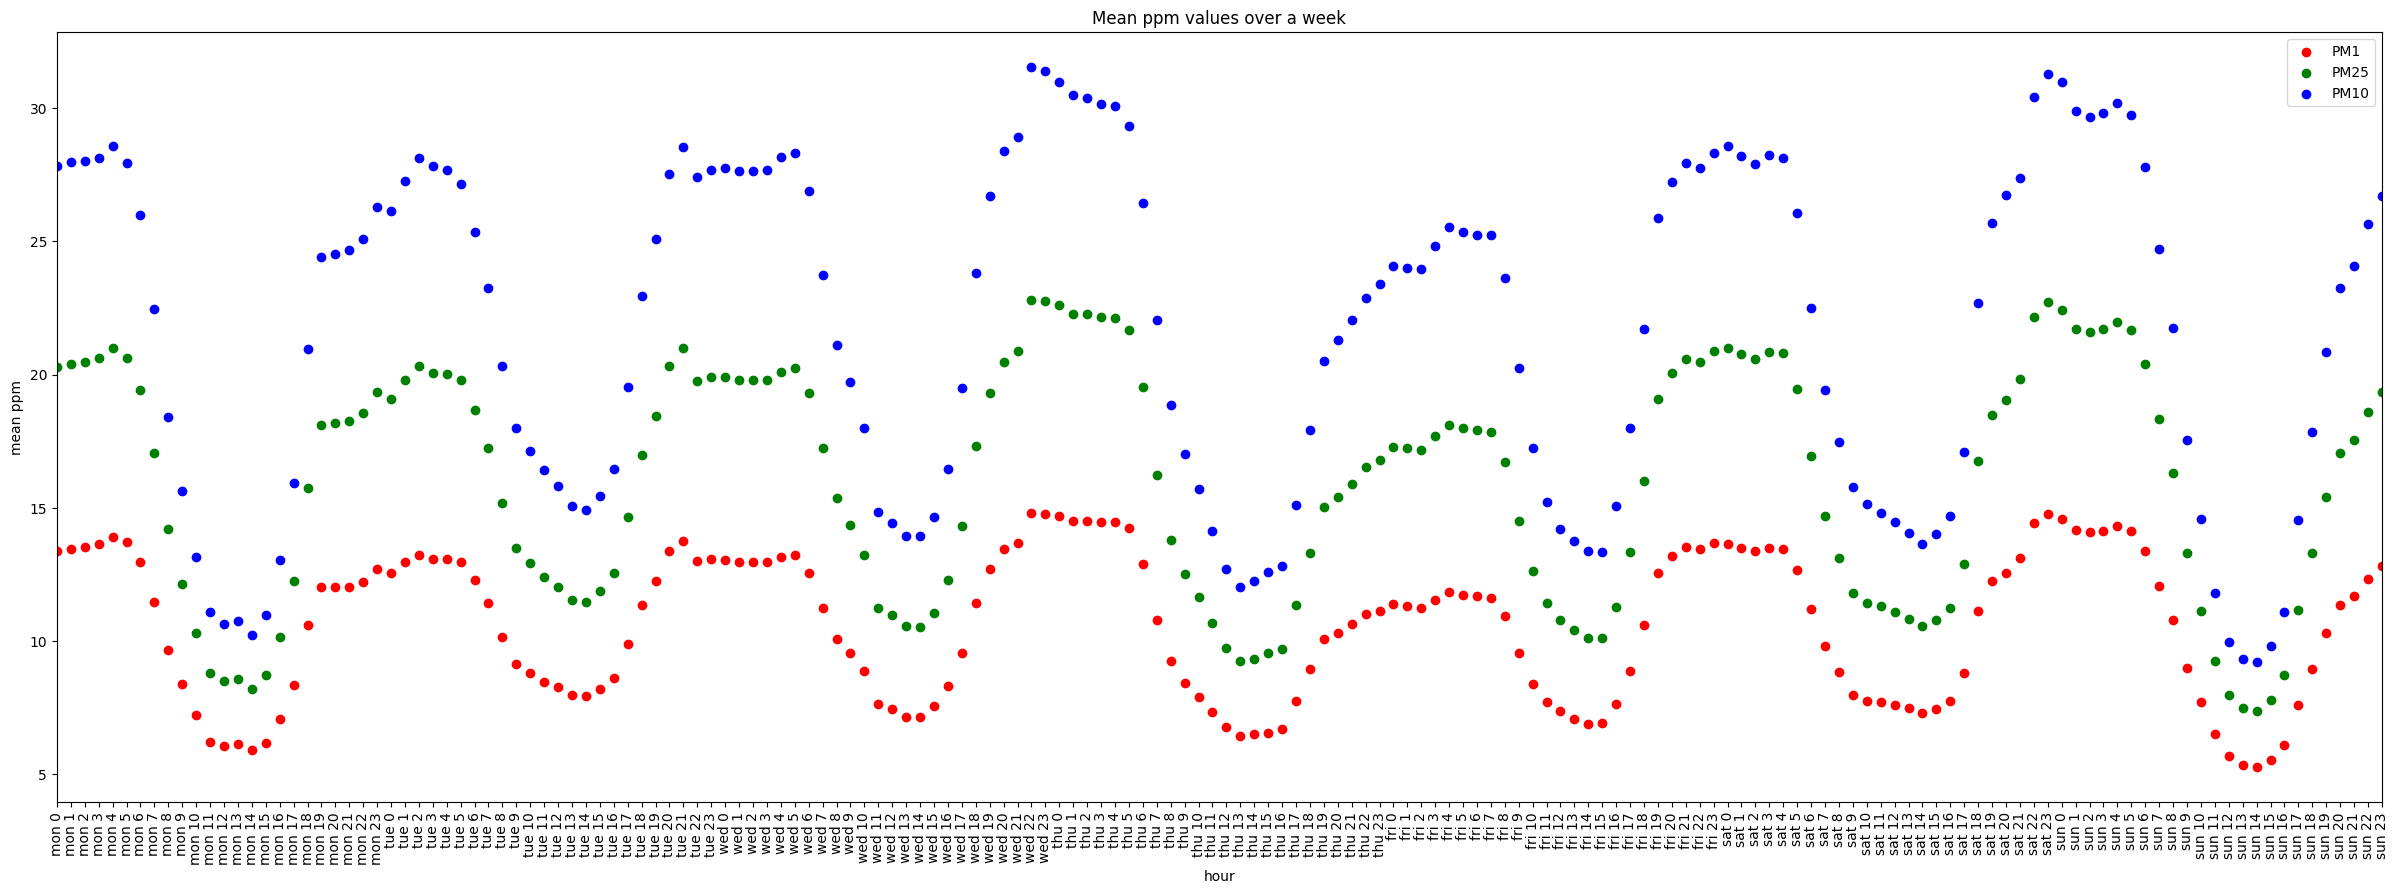 Mean ppm values over a week
PM1
PM25
PM10
30
25
20
15
10
5
mean ppm
mon 0
mon 1
mon 2
mon 3
mon 4
mon 5
mon 6
mon 7
mon 8
mon 9
mon 10
mon 11
mon 12
mon 13
mon 14
mon 15
mon 16
mon 17
mon 18
mon 19
mon 20
mon 21
mon 22
mon 23
tue 0
tue 1
tue 2
tue 3
tue 4
tue 5
tue 6
tue 7
tue 8
tue 9
tue 10
tue 11
tue 12
tue 13
tue 14
tue 15
tue 16
tue 17
tue 18
tue 19
tue 20
tue 21
tue 22
tue 23
wed 0
wed 1
wed 2
wed 3
wed 4
wed 5
wed 6
wed 7
wed 8
wed 9
wed 10
wed 11
wed 12
wed 13
wed 14
wed 15
wed 16
wed 17
wed 18
wed 19
wed 20
wed 21
wed 22
wed 23
thu 0
thu 1
thu 2
thu 3
thu 4
thu 5
thu 6
thu 7
thu 8
thu 9
thu 10
thu 11
thu 12
thu 13
thu 14
thu 15
thu 16
thu 17
thu 18
thu 19
thu 20
thu 21
thu 22
thu 23
fri 0
fri 1
fri 2
fri 3
fri 4
fri 5
fri 6
fri 7
fri 8
fri 9
fri 10
fri 11
fri 12
fri 13
fri 14
fri 15
fri 16
fri 17
fri 18
fri 19
fri 20
fri 21
fri 22
fri 23
sat 0
sat 1
sat 2
sat 3
sat 4
sat 5
sat 6
sat 7
sat 8
sat 9
sat 10
sat 11
sat 12
sat 13
sat 14
sat 15
sat 16
sat 17
sat 18
sat 19
sat 20
sat 21
sat 22
sat 23
sun 0
sun 1
sun 2
sun 3
sun 4
sun 5
sun 6
sun 7
sun 8
sun 9
sun 10
sun 11
sun 12
sun 13
sun 14
sun 15
sun 16
sun 17
sun 18
sun 19
sun 20
sun 21
sun 22
sun 23
hour